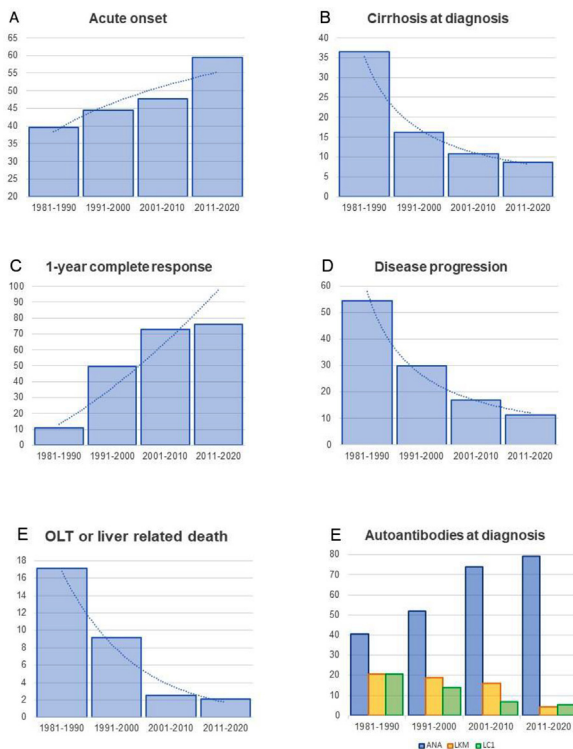 A
Acute onset
65
60
55
50
45
40
35
30
25
20
1981-1990 1991-2000 2001-2010 2011-2020
B
Cirrhosis at diagnosis
40
35
30
25
20
15
10
5
0
1981-1990 1991-2000 2001-2010 2011-2020
C
1-year complete response
100
90
80
70
60
50
40
30
20
10
0
1981-1990 1991-2000 2001-2010 2011-2020
D
Disease progression
60
50
40
30
20
10
0
1981-1990 1991-2000 2001-2010 2011-2020
E
OLT or liver related death
18
16
14
12
10
8
6
4
2
0
1981-1990 1991-2000 2001-2010 2011-2020
E
Autoantibodies at diagnosis
80
70
60
50
40
30
20
10
0
1981-1990 1991-2000 2001-2010 2011-2020
ANA LKM LC1